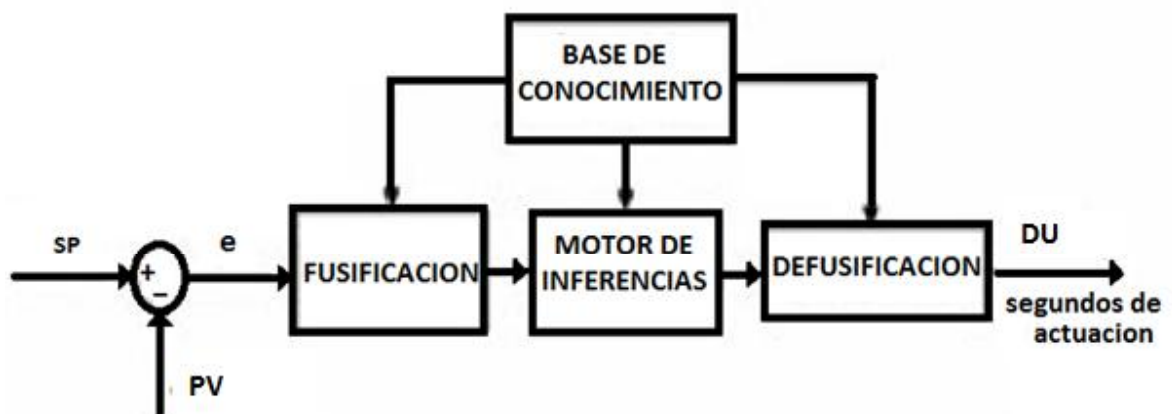 BASE DE
CONOCIMIENTO
SP
e
+
−
FUSIFICACION
MOTOR DE
INFERENCIAS
DEFUSIFICACION
DU
segundos de
actuacion
PV